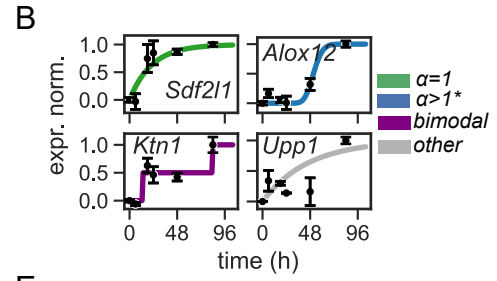 B
expr. norm.
1.0
0.5
0.0
Sdf2l1
Alox12
1.0
0.5
0.0
Ktn1
Upp1
0 48 96 0 48 96
time (h)
α=1
α>1*
bimodal
other